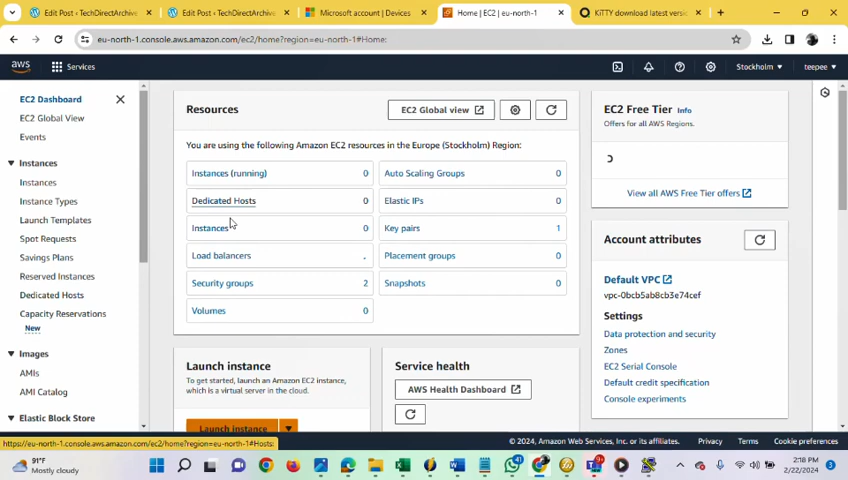 Edit Post ‹ TechDirectArchive
Edit Post ‹ TechDirectArchive
Microsoft account | Devices
Home | EC2 | eu-north-1
KiTTY download latest versio
eu-north-1.console.aws.amazon.com/ec2/home?region=eu-north-1#Home:
aws
Services
Stockholm
teepee
EC2 Dashboard
EC2 Global View
Events
Instances
Instances
Instance Types
Launch Templates
Spot Requests
Savings Plans
Reserved Instances
Dedicated Hosts
Capacity Reservations
New
Images
AMIs
AMI Catalog
Elastic Block Store
Resources
EC2 Global view
You are using the following Amazon EC2 resources in the Europe (Stockholm) Region:
Instances (running) 0
Auto Scaling Groups 0
Dedicated Hosts 0
Elastic IPs 0
Instances 0
Key pairs 1
Load balancers .
Placement groups 0
Security groups 2
Snapshots 0
Volumes 0
Launch instance
To get started, launch an Amazon EC2 instance,
which is a virtual server in the cloud.
Launch instance
Service health
AWS Health Dashboard
EC2 Free Tier Info
Offers for all AWS Regions.
View all AWS Free Tier offers
Account attributes
Default VPC
vpc-0bcb5ab8cb3e74cef
Settings
Data protection and security
Zones
EC2 Serial Console
Default credit specification
Console experiments
https://eu-north-1.console.aws.amazon.com/ec2/home?region=eu-north-1#Hosts:
© 2024, Amazon Web Services, Inc. or its affiliates.
Privacy
Terms
Cookie preferences
91°F
Mostly cloudy
41
9+
2:18 PM
2/22/2024
3